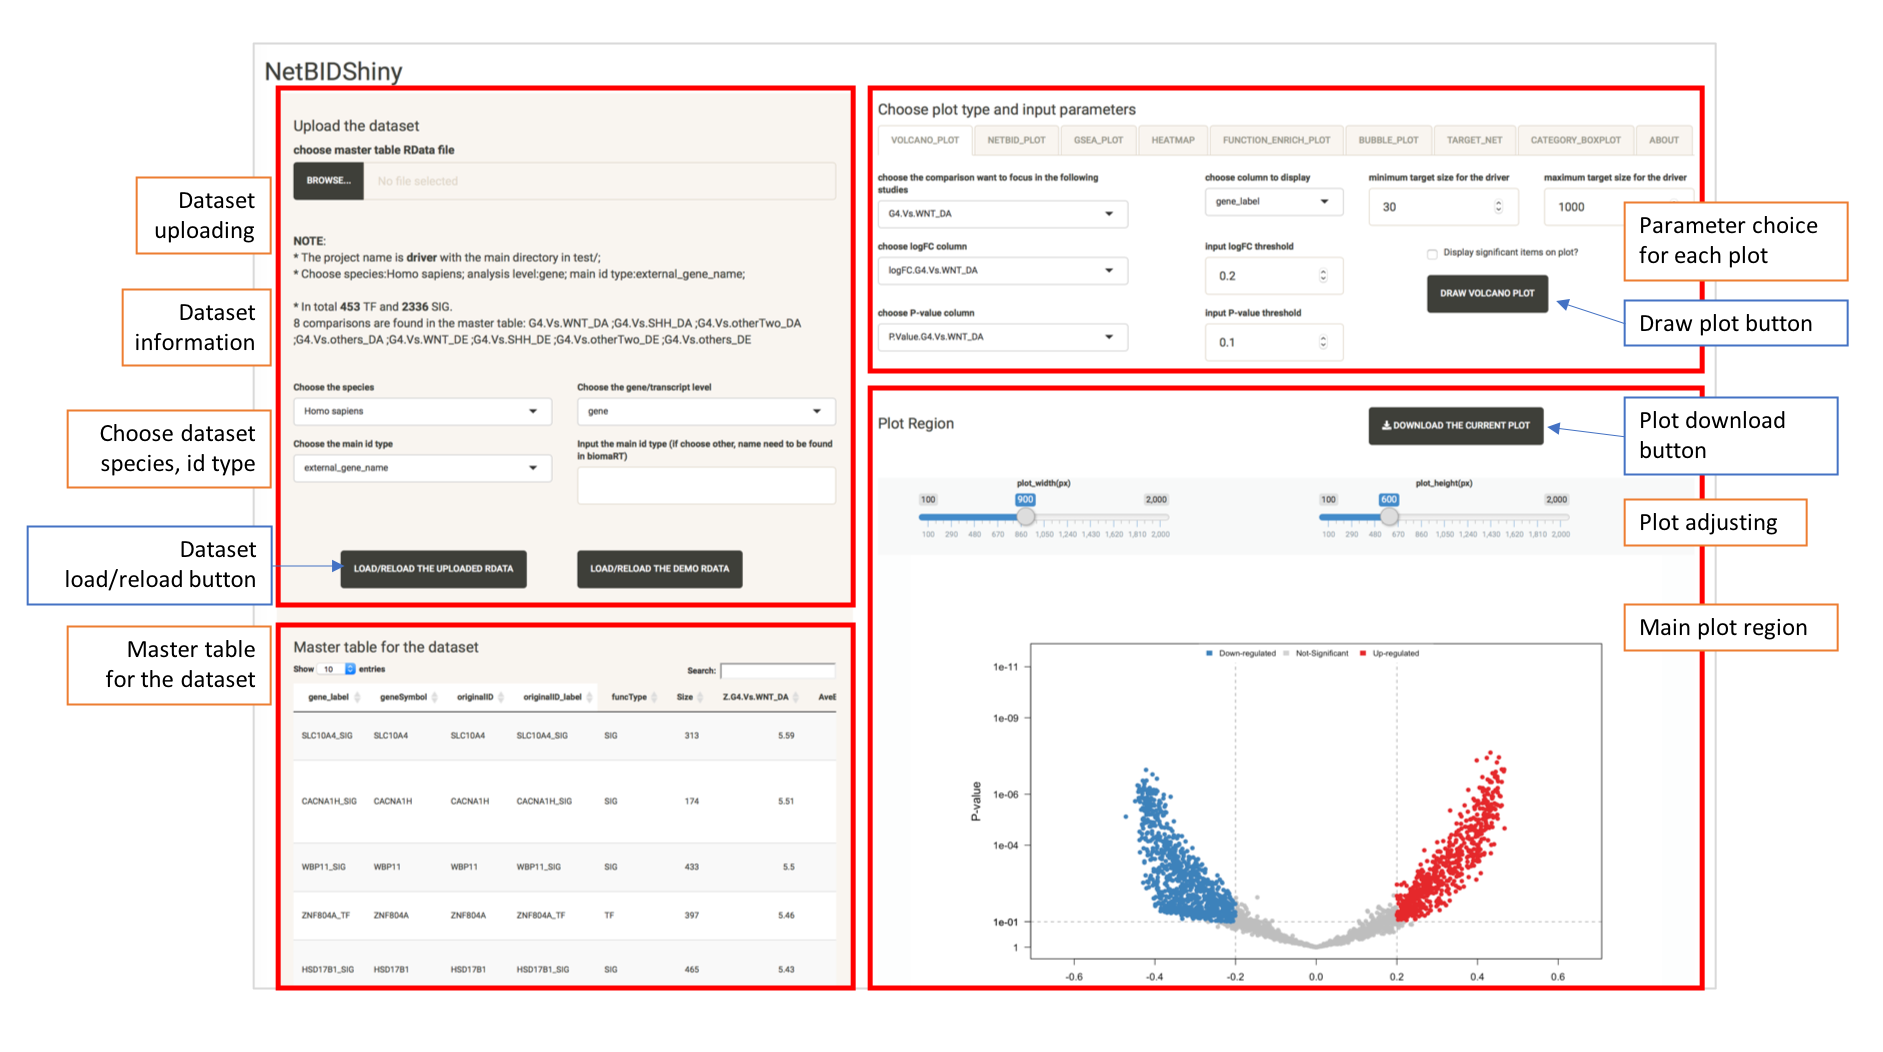 NetBIDShiny
Upload the dataset
choose master table RData file
BROWSE...
No file selected
NOTE:
* The project name is driver with the main directory in test/;
* Choose species:Homo sapiens; analysis level:gene; main id type:external_gene_name;
* In total 453 TF and 2336 SIG.
8 comparisons are found in the master table: G4.Vs.WNT_DA ;G4.Vs.SHH_DA ;G4.Vs.otherTwo_DA
;G4.Vs.others_DA ;G4.Vs.WNT_DE ;G4.Vs.SHH_DE ;G4.Vs.otherTwo_DE ;G4.Vs.others_DE
Choose the species
Homo sapiens
Choose the gene/transcript level
gene
Choose the main id type
external_gene_name
Input the main id type (if choose other, name need to be found
in biomaRT)
LOAD/RELOAD THE UPLOADED RDATA
LOAD/RELOAD THE DEMO RDATA
Dataset
uploading
Dataset
information
Choose dataset
species, id type
Dataset
load/reload button
Master table
for the dataset
Master table for the dataset
Show 10 entries
Search:
gene_label geneSymbol originalID originalID_label funcType Size Z.G4.Vs.WNT_DA AveE
SLC10A4_SIG SLC10A4 SLC10A4 SLC10A4_SIG SIG 313 5.59
CACNA1H_SIG CACNA1H CACNA1H CACNA1H_SIG SIG 174 5.51
WBP11_SIG WBP11 WBP11 WBP11_SIG SIG 433 5.5
ZNF804A_TF ZNF804A ZNF804A ZNF804A_TF TF 397 5.46
HSD17B1_SIG HSD17B1 HSD17B1 HSD17B1_SIG SIG 465 5.43
Choose plot type and input parameters
VOLCANO_PLOT NETBID_PLOT GSEA_PLOT HEATMAP FUNCTION_ENRICH_PLOT BUBBLE_PLOT TARGET_NET CATEGORY_BOXPLOT ABOUT
choose the comparison want to focus in the following
studies
G4.Vs.WNT_DA
choose column to display
gene_label
minimum target size for the driver
30
maximum target size for the driver
1000
choose logFC column
logFC.G4.Vs.WNT_DA
input logFC threshold
0.2
Display significant items on plot?
DRAW VOLCANO PLOT
choose P-value column
P.Value.G4.Vs.WNT_DA
input P-value threshold
0.1
Parameter choice
for each plot
Draw plot button
Plot download
button
Plot adjusting
Main plot region
Plot Region
DOWNLOAD THE CURRENT PLOT
plot_width(px)
100 900 2,000
100 290 480 670 860 1,050 1,240 1,430 1,620 1,810 2,000
plot_height(px)
100 600 2,000
100 290 480 670 860 1,050 1,240 1,430 1,620 1,810 2,000
Down-regulated Not-Significant Up-regulated
P-value
1e-11
1e-09
1e-06
1e-04
1e-01
1
-0.6 -0.4 -0.2 0.0 0.2 0.4 0.6